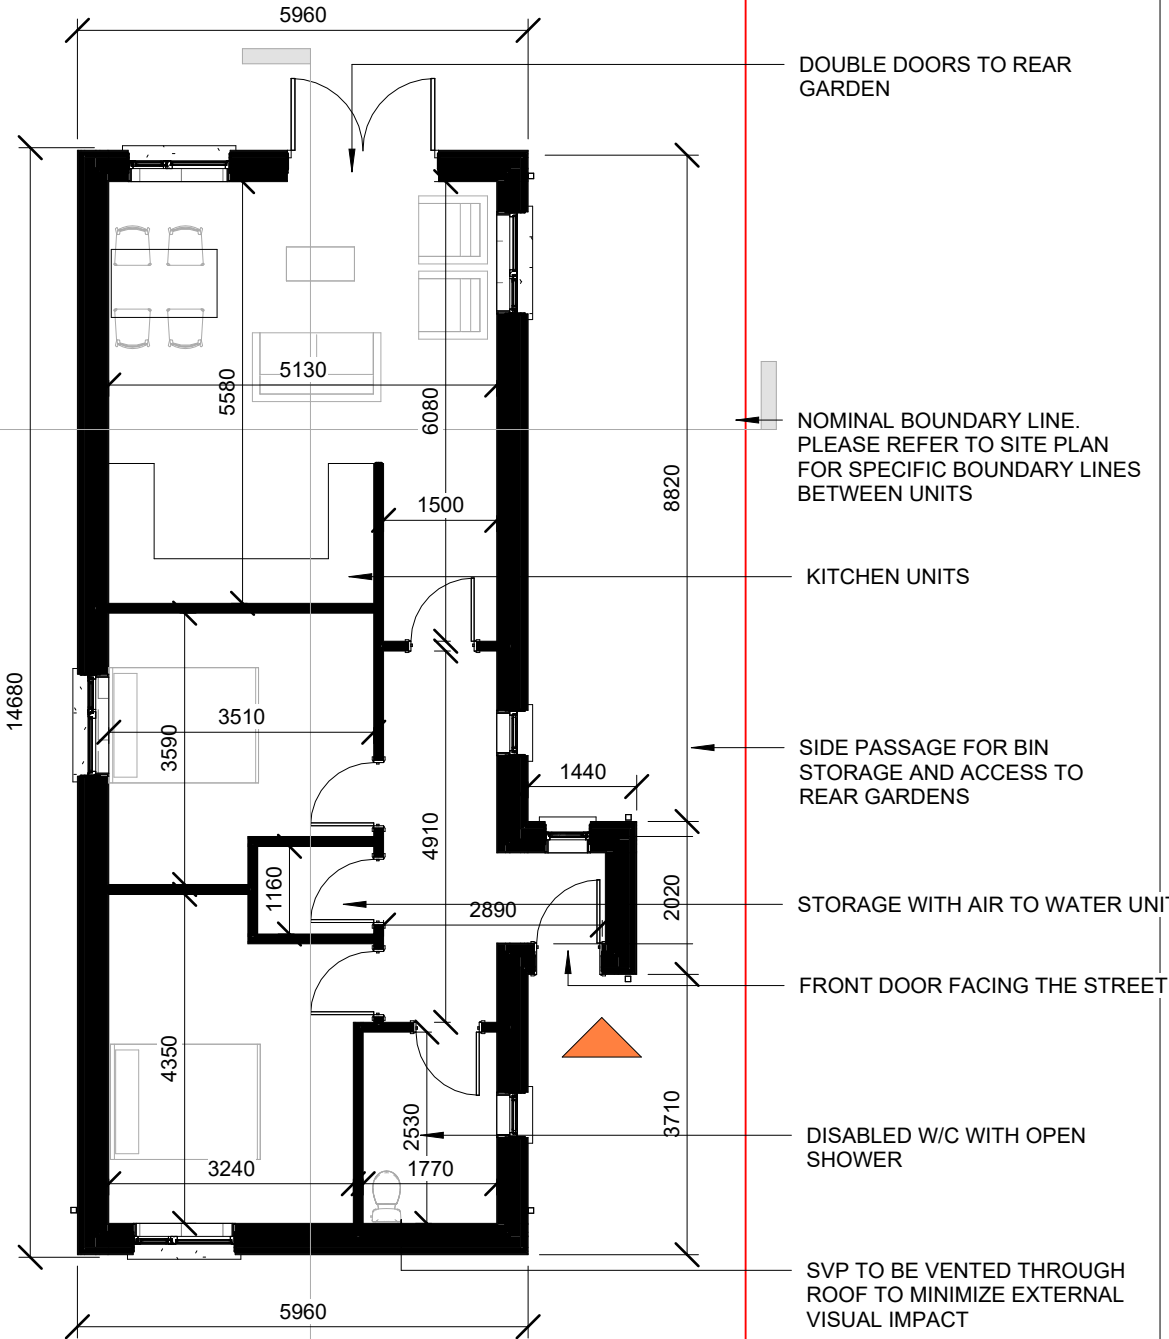 5960
DOUBLE DOORS TO REAR
GARDEN
5130
5580
6080
NOMINAL BOUNDARY LINE.
PLEASE REFER TO SITE PLAN
FOR SPECIFIC BOUNDARY LINES
BETWEEN UNITS
8820
1500
KITCHEN UNITS
14680
3510
3590
SIDE PASSAGE FOR BIN
STORAGE AND ACCESS TO
REAR GARDENS
1440
4910
1160
2890
2020
STORAGE WITH AIR TO WATER UNIT
FRONT DOOR FACING THE STREET
4350
2530
3710
DISABLED W/C WITH OPEN
SHOWER
3240
1770
SVP TO BE VENTED THROUGH
ROOF TO MINIMIZE EXTERNAL
VISUAL IMPACT
5960